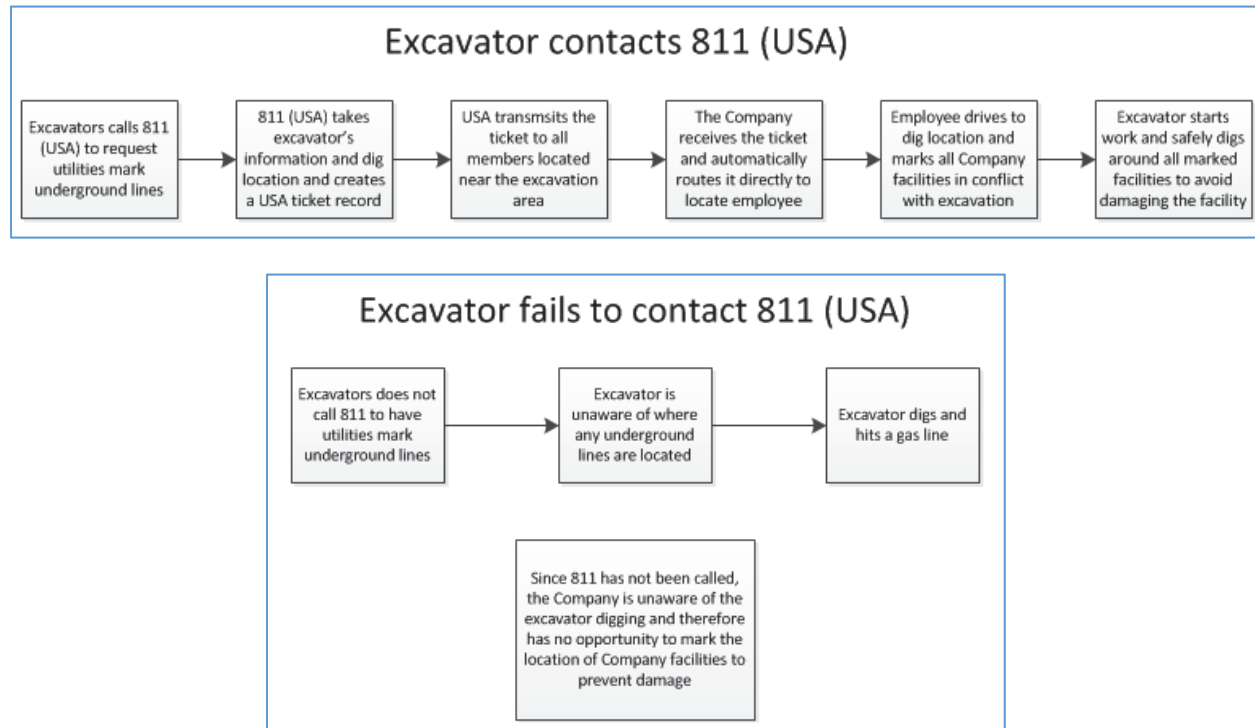 Excavator contacts 811 (USA)
Excavators calls 811
(USA) to request
utilities mark
underground lines
811 (USA) takes
excavator's
information and dig
location and creates
a USA ticket record
USA transmsits the
ticket to all
members located
near the excavation
area
The Company
receives the ticket
and automatically
routes it directly to
locate employee
Employee drives to
dig location and
marks all Company
facilities in conflict
with excavation
Excavator starts
work and safely digs
around all marked
facilities to avoid
damaging the facility
Excavator fails to contact 811 (USA)
Excavators does not
call 811 to have
utilities mark
underground lines
Excavator is
unaware of where
any underground
lines are located
Excavator digs and
hits a gas line
Since 811 has not been called,
the Company is unaware of the
excavator digging and therefore
has no opportunity to mark the
location of Company facilities to
prevent damage